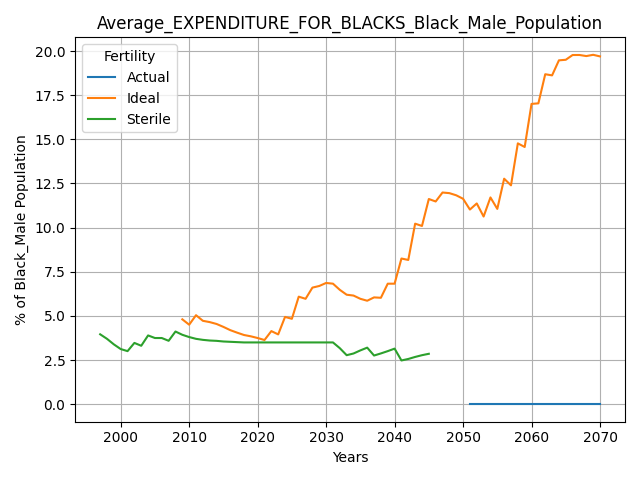 Average_EXPENDITURE_FOR_BLACKS_Black_Male_Population
Fertility
Actual
Ideal
Sterile
% of Black_Male Population
20.0
17.5
15.0
12.5
10.0
7.5
5.0
2.5
0.0
2000 2010 2020 2030 2040 2050 2060 2070
Years